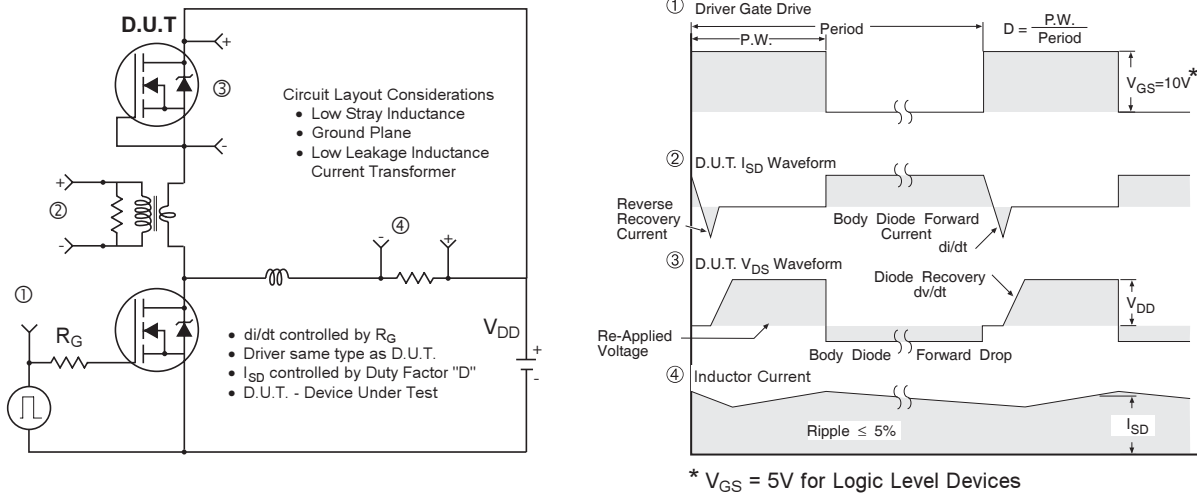 D.U.T
+
③
-
Circuit Layout Considerations
• Low Stray Inductance
• Ground Plane
• Low Leakage Inductance
Current Transformer
+
②
-
④
-
+
①
R_G
V_DD
+
-
• di/dt controlled by R_G
• Driver same type as D.U.T.
• I_SD controlled by Duty Factor "D"
• D.U.T. - Device Under Test
① Driver Gate Drive
P.W.
Period
D = P.W. / Period
V_GS=10V *
② D.U.T. I_SD Waveform
Reverse
Recovery
Current
Body Diode Forward
Current
di/dt
③ D.U.T. V_DS Waveform
Diode Recovery
dv/dt
V_DD
Re-Applied
Voltage
Body Diode Forward Drop
④ Inductor Current
Ripple ≤ 5%
I_SD
* V_GS = 5V for Logic Level Devices